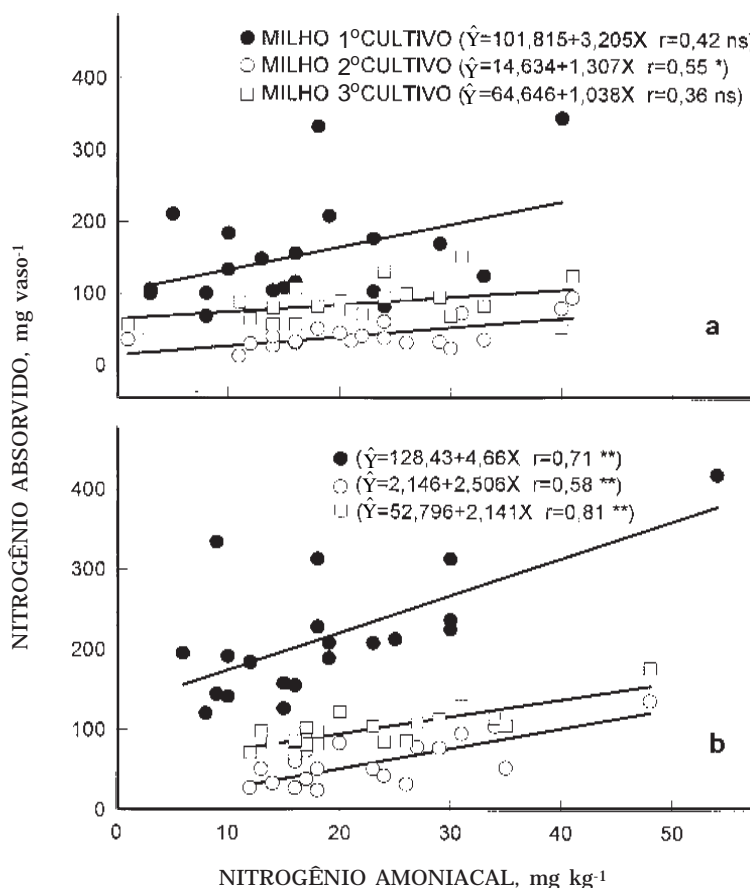 ● MILHO 1º CULTIVO (Ŷ=101,815+3,205X r=0,42 ns
○ MILHO 2º CULTIVO (Ŷ=14,634+1,307X r=0,55 *)
□ MILHO 3º CULTIVO (Ŷ=64,646+1,038X r=0,36 ns)
400
300
200
100
0
a
NITROGÊNIO ABSORVIDO, mg vaso⁻¹
● (Ŷ=128,43+4,66X r=0,71 **)
○ (Ŷ=2,146+2,506X r=0,58 **)
□ (Ŷ=52,796+2,141X r=0,81 **)
400
300
200
100
0
b
0 10 20 30 40 50
NITROGÊNIO AMONIACAL, mg kg⁻¹